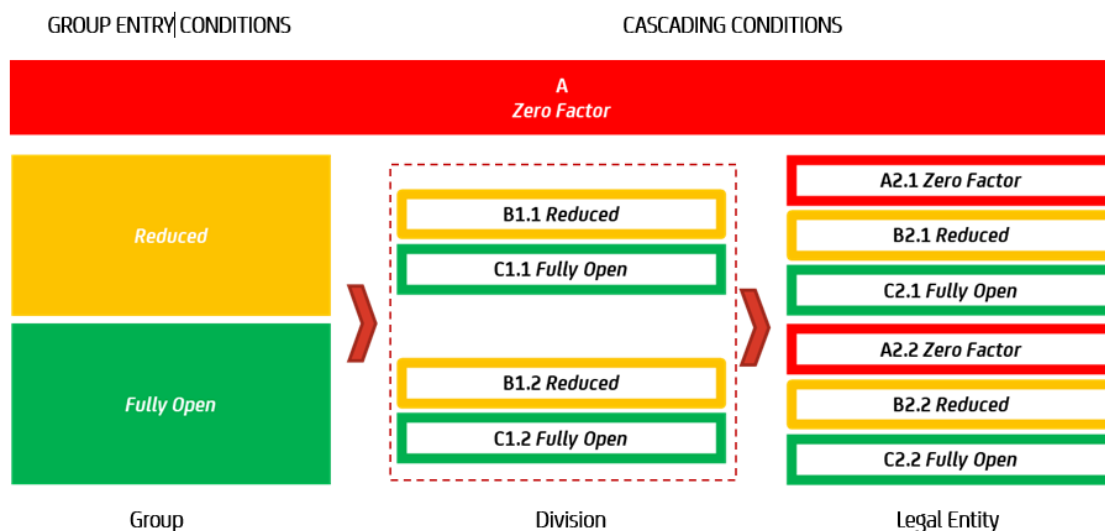 GROUP ENTRY CONDITIONS
CASCADING CONDITIONS
A
Zero Factor
Reduced
Fully Open
B1.1 Reduced
C1.1 Fully Open
B1.2 Reduced
C1.2 Fully Open
A2.1 Zero Factor
B2.1 Reduced
C2.1 Fully Open
A2.2 Zero Factor
B2.2 Reduced
C2.2 Fully Open
Group
Division
Legal Entity